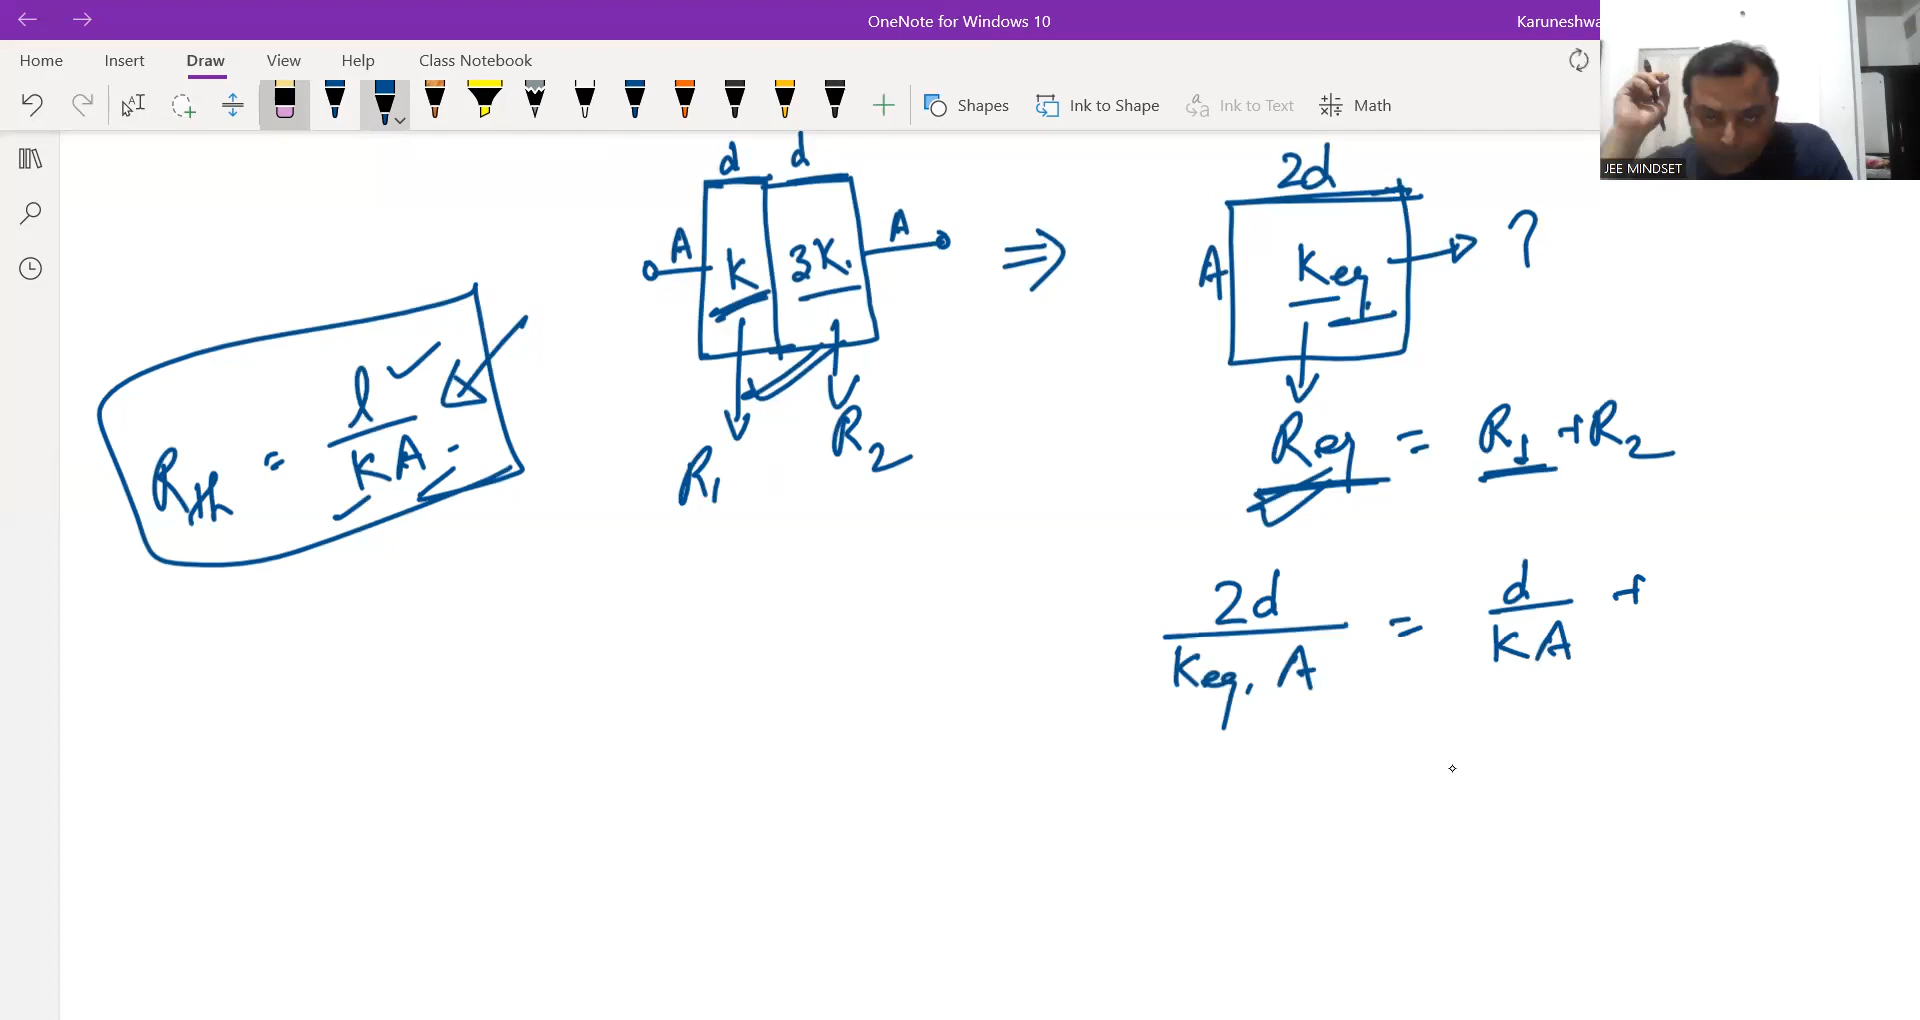 OneNote for Windows 10
Karuneshwa
Home Insert Draw View Help Class Notebook
Shapes Ink to Shape Ink to Text Math
JEE MINDSET
d d
A K 3K. A ⇒
2d
A Keq. → ?
R1 R2
Req = R1 + R2
Rth = l / KA
2d / Keq. A = d / KA +